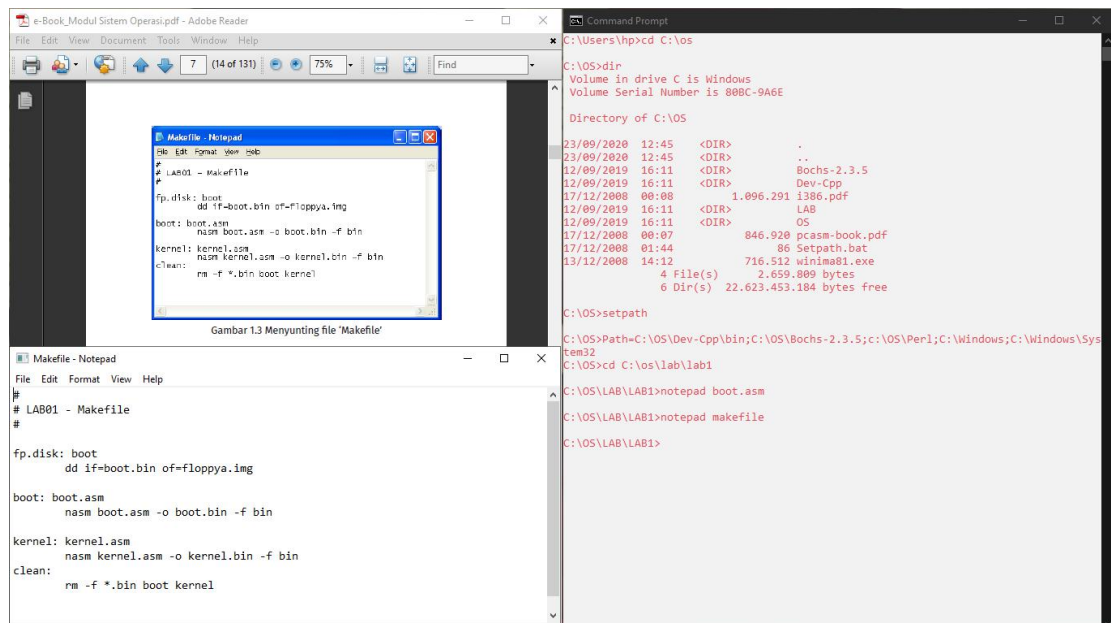 e-Book_Modul Sistem Operasi.pdf - Adobe Reader
File Edit View Document Tools Window Help
7 (14 of 131) 75% Find
Makefile - Notepad
File Edit Format View Help
#
# LAB01 - Makefile
#
fp.disk: boot
dd if=boot.bin of=floppya.img
boot: boot.asm
nasm boot.asm -o boot.bin -f bin
kernel: kernel.asm
nasm kernel.asm -o kernel.bin -f bin
clean:
rm -f *.bin boot kernel
Gambar 1.3 Menyunting file ‘Makefile’
Makefile - Notepad
File Edit Format View Help
#
# LAB01 - Makefile
#
fp.disk: boot
dd if=boot.bin of=floppya.img
boot: boot.asm
nasm boot.asm -o boot.bin -f bin
kernel: kernel.asm
nasm kernel.asm -o kernel.bin -f bin
clean:
rm -f *.bin boot kernel
Command Prompt
C:\Users\hp>cd C:\os
C:\OS>dir
Volume in drive C is Windows
Volume Serial Number is 80BC-9A6E
Directory of C:\OS
23/09/2020 12:45 <DIR> .
23/09/2020 12:45 <DIR> ..
12/09/2019 16:11 <DIR> Bochs-2.3.5
12/09/2019 16:11 <DIR> Dev-Cpp
17/12/2008 00:08 1.096.291 i386.pdf
12/09/2019 16:11 <DIR> LAB
12/09/2019 16:11 <DIR> OS
17/12/2008 00:07 846.920 pcasm-book.pdf
17/12/2008 01:44 86 Setpath.bat
13/12/2008 14:12 716.512 winima81.exe
4 File(s) 2.659.809 bytes
6 Dir(s) 22.623.453.184 bytes free
C:\OS>setpath
C:\OS>Path=C:\OS\Dev-Cpp\bin;C:\OS\Bochs-2.3.5;c:\OS\Perl;C:\Windows;C:\Windows\Sys
tem32
C:\OS>cd C:\os\lab\lab1
C:\OS\LAB\LAB1>notepad boot.asm
C:\OS\LAB\LAB1>notepad makefile
C:\OS\LAB\LAB1>